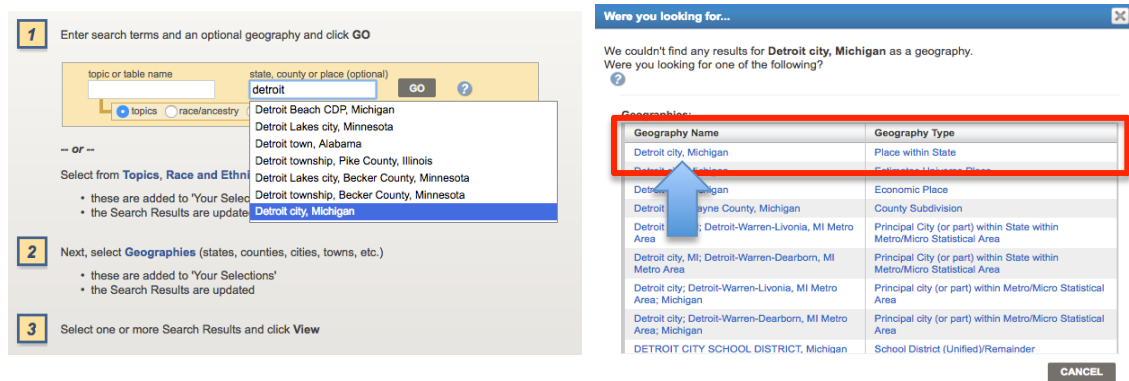 1
Enter search terms and an optional geography and click GO
topic or table name
state, county or place (optional)
detroit
GO
?
topics
race/ancestry
Detroit Beach CDP, Michigan
Detroit Lakes city, Minnesota
Detroit town, Alabama
Detroit township, Pike County, Illinois
Detroit Lakes city, Becker County, Minnesota
Detroit township, Becker County, Minnesota
Detroit city, Michigan
-- or --
Select from Topics, Race and Ethni
• these are added to 'Your Selec
• the Search Results are update
2
Next, select Geographies (states, counties, cities, towns, etc.)
• these are added to 'Your Selections'
• the Search Results are updated
3
Select one or more Search Results and click View
Were you looking for...
We couldn't find any results for Detroit city, Michigan as a geography.
Were you looking for one of the following?
?
Geographies:
Geography Name
Geography Type
Detroit city, Michigan
Place within State
Estimates Universe Place
Economic Place
Detroit
ayne County, Michigan
County Subdivision
Detroit
; Detroit-Warren-Livonia, MI Metro
Area
Principal City (or part) within State within
Metro/Micro Statistical Area
Detroit city, MI; Detroit-Warren-Dearborn, MI
Metro Area
Principal City (or part) within State within
Metro/Micro Statistical Area
Detroit city; Detroit-Warren-Livonia, MI Metro
Area; Michigan
Principal city (or part) within Metro/Micro Statistical
Area
Detroit city; Detroit-Warren-Dearborn, MI Metro
Area; Michigan
Principal city (or part) within Metro/Micro Statistical
Area
DETROIT CITY SCHOOL DISTRICT, Michigan
School District (Unified)/Remainder
CANCEL